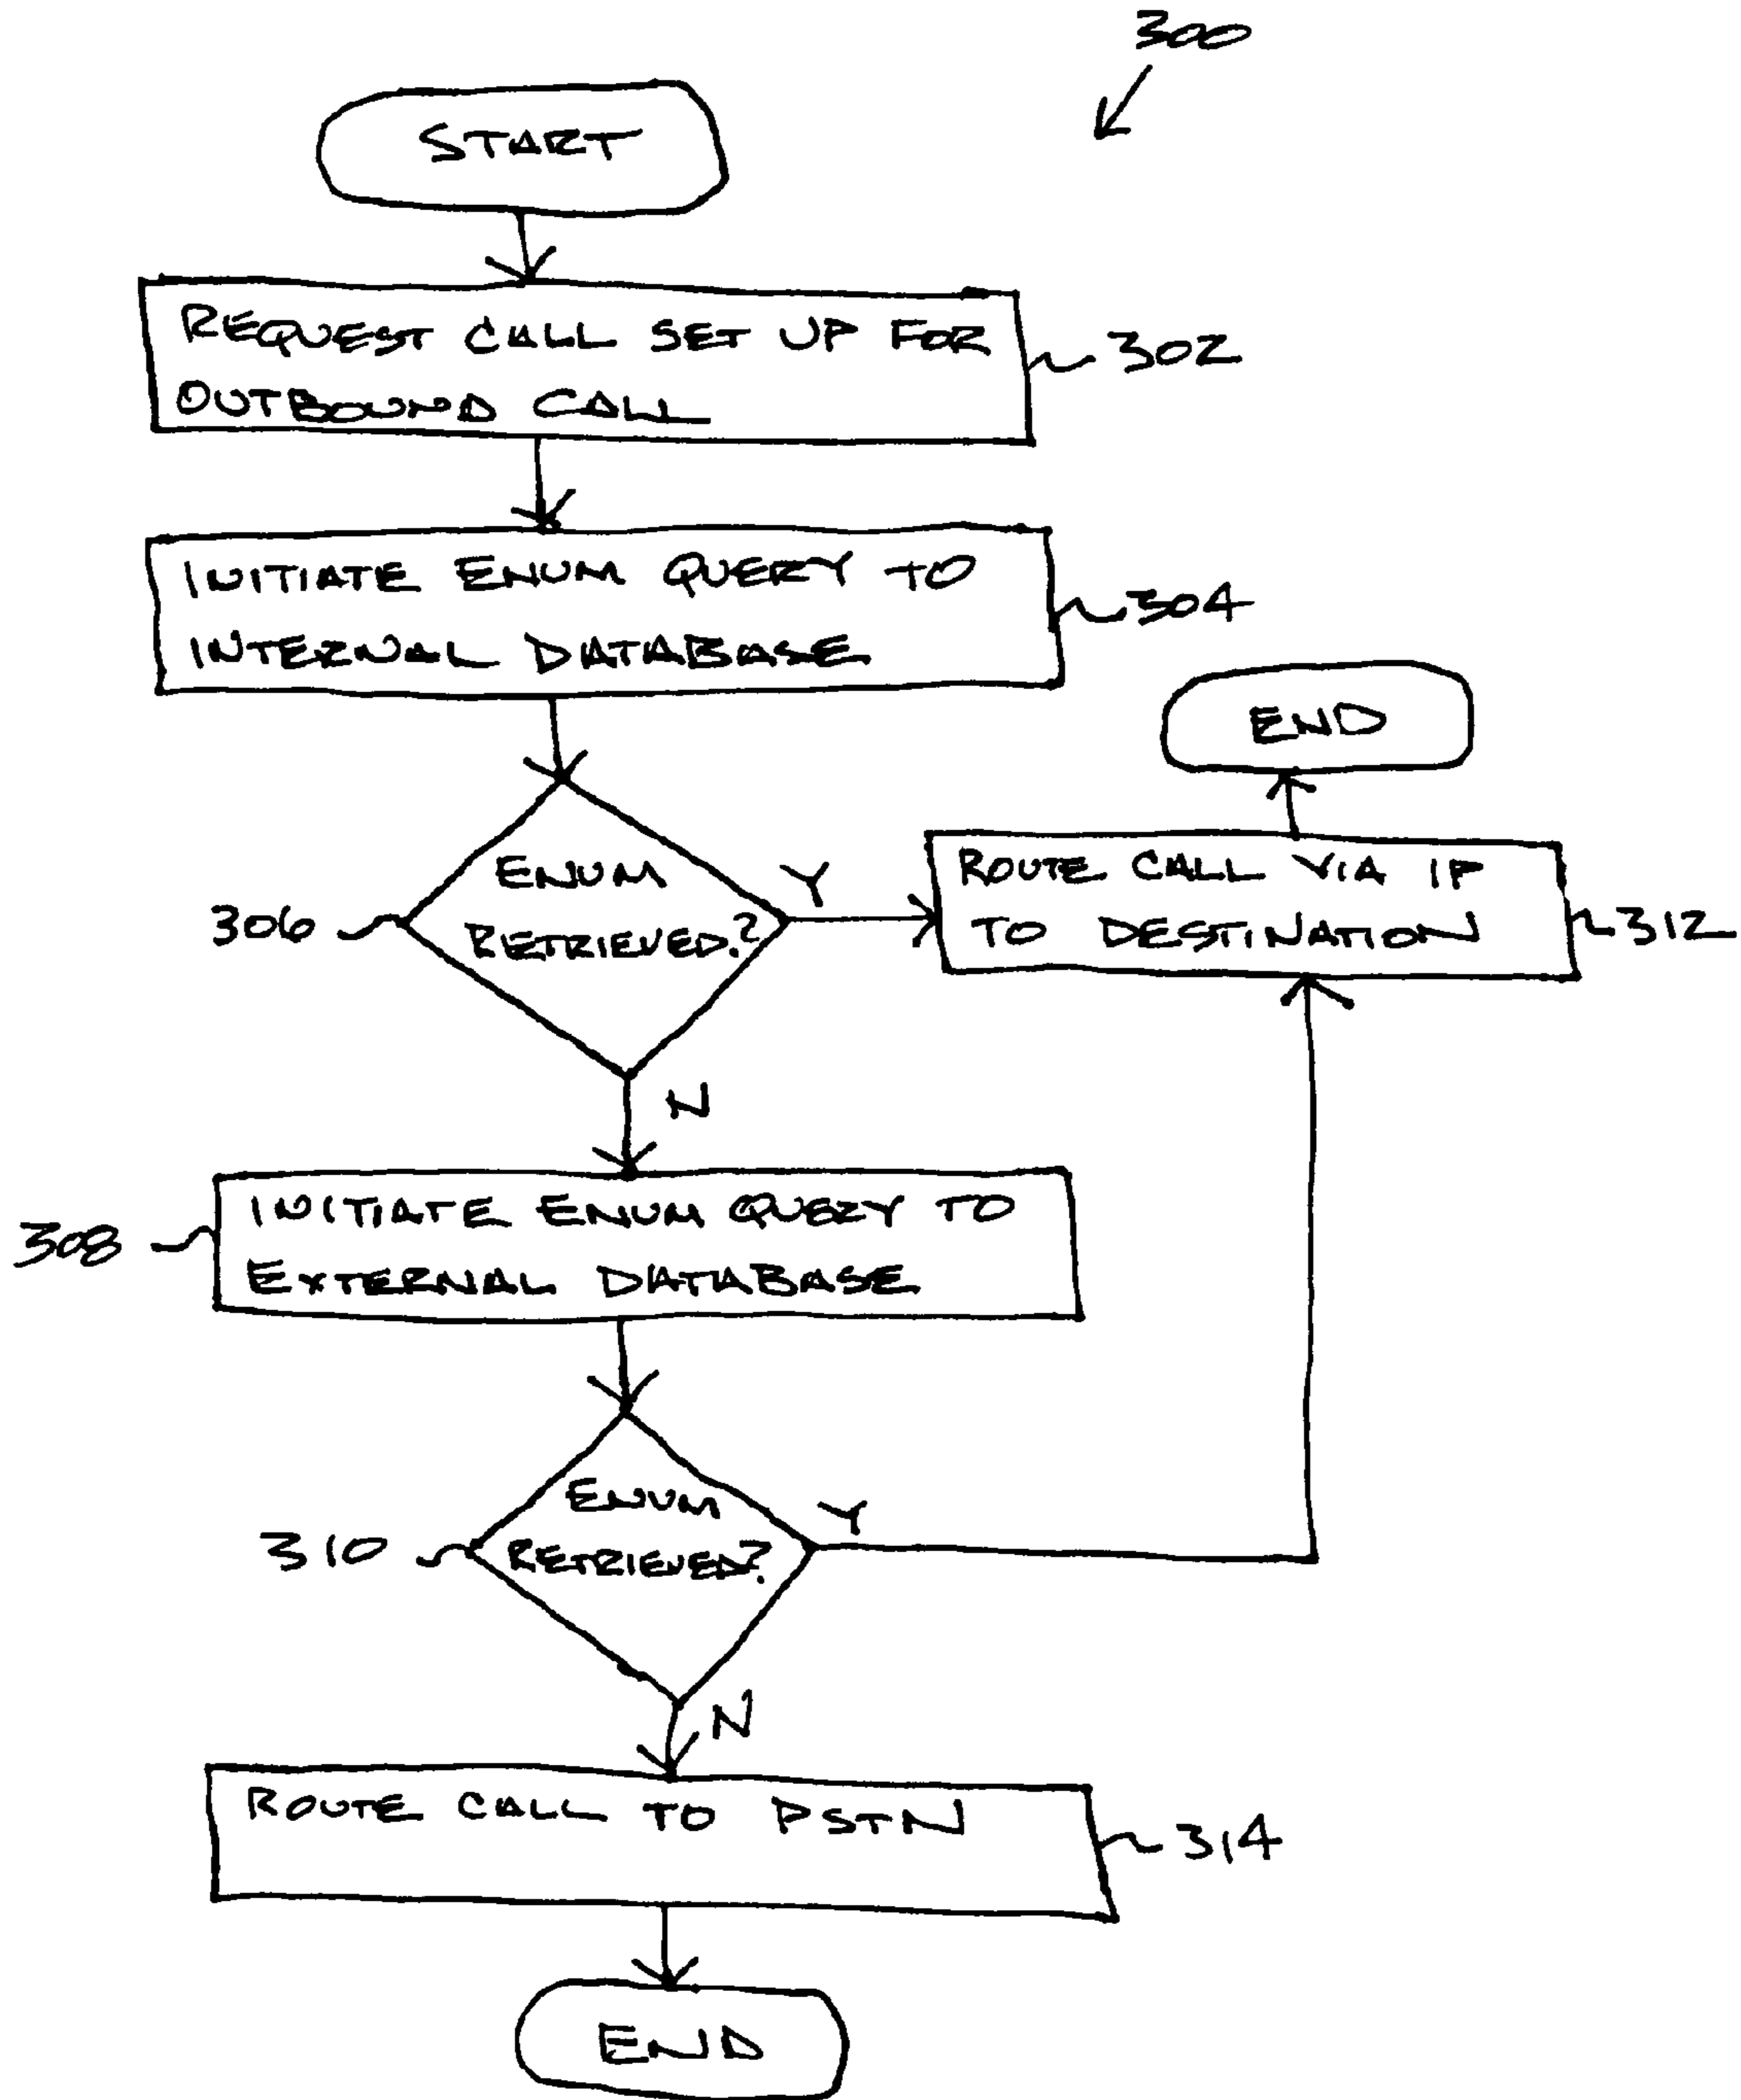 300
START
REQUEST CALL SET UP FOR
OUTBOUND CALL
302
INITIATE ENUM QUERY TO
INTERNAL DATABASE
304
END
ENUM
RETRIEVED?
306
Y
ROUTE CALL VIA IP
TO DESTINATION
312
N
INITIATE ENUM QUERY TO
EXTERNAL DATABASE
308
ENUM
RETRIEVED?
310
Y
N
ROUTE CALL TO PSTN
314
END